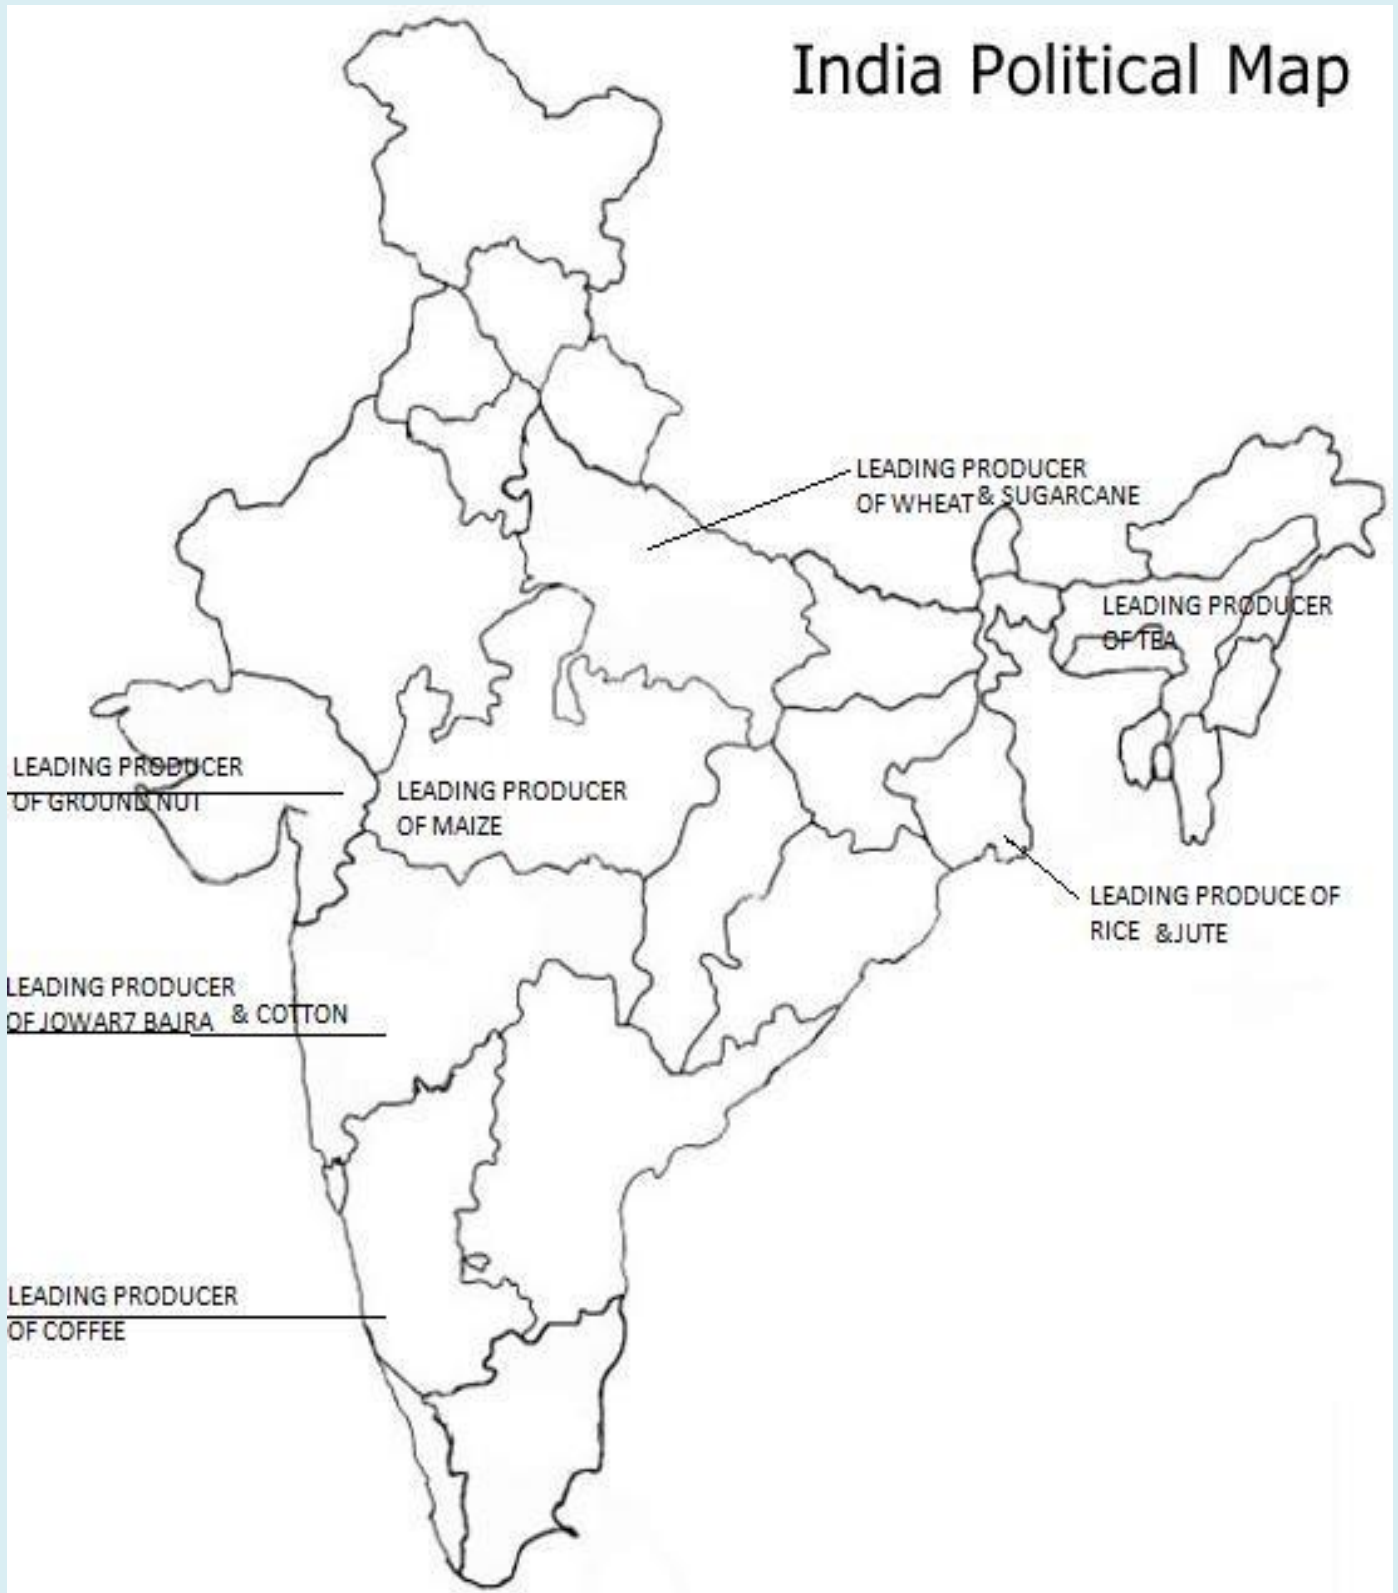 India Political Map
LEADING PRODUCER
OF WHEAT & SUGARCANE
LEADING PRODUCER
OF TEA
LEADING PRODUCER
OF GROUND NUT
LEADING PRODUCER
OF MAIZE
LEADING PRODUCE OF
RICE &JUTE
LEADING PRODUCER
OF JOWAR7 BAJRA & COTTON
LEADING PRODUCER
OF COFFEE